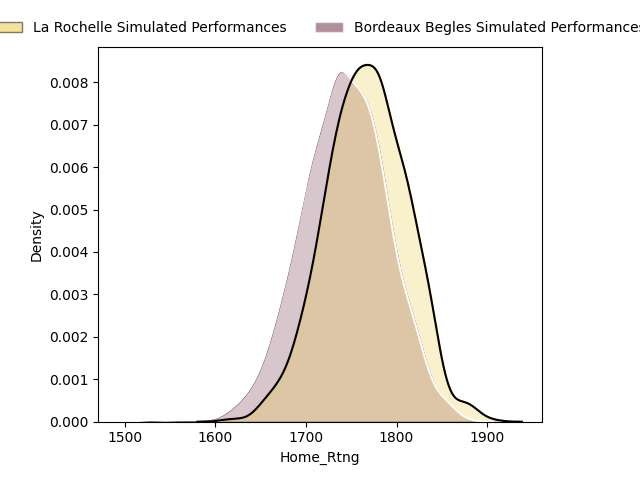 La Rochelle Simulated Performances Bordeaux Begles Simulated Performances
0.008
0.007
0.006
0.005
0.004
0.003
0.002
0.001
0.000
Density
1500 1600 1700 1800 1900
Home_Rtng